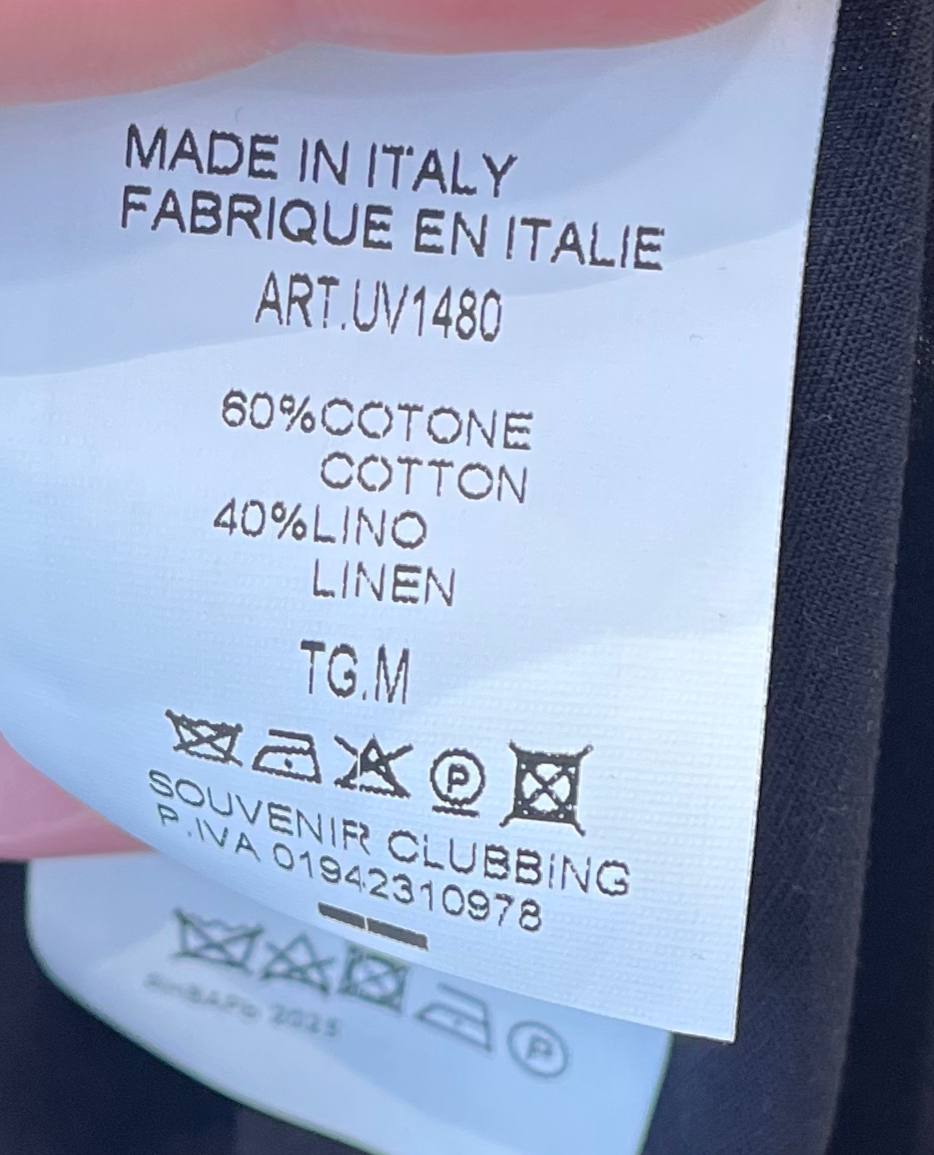 MADE IN ITALY
FABRIQUE EN ITALIE
ART.UV1480
60%COTONE
COTTON
40%LINO
LINEN
TG.M
P
SOUVENIR CLUBBING
P.IVA 01942310978
2025
P